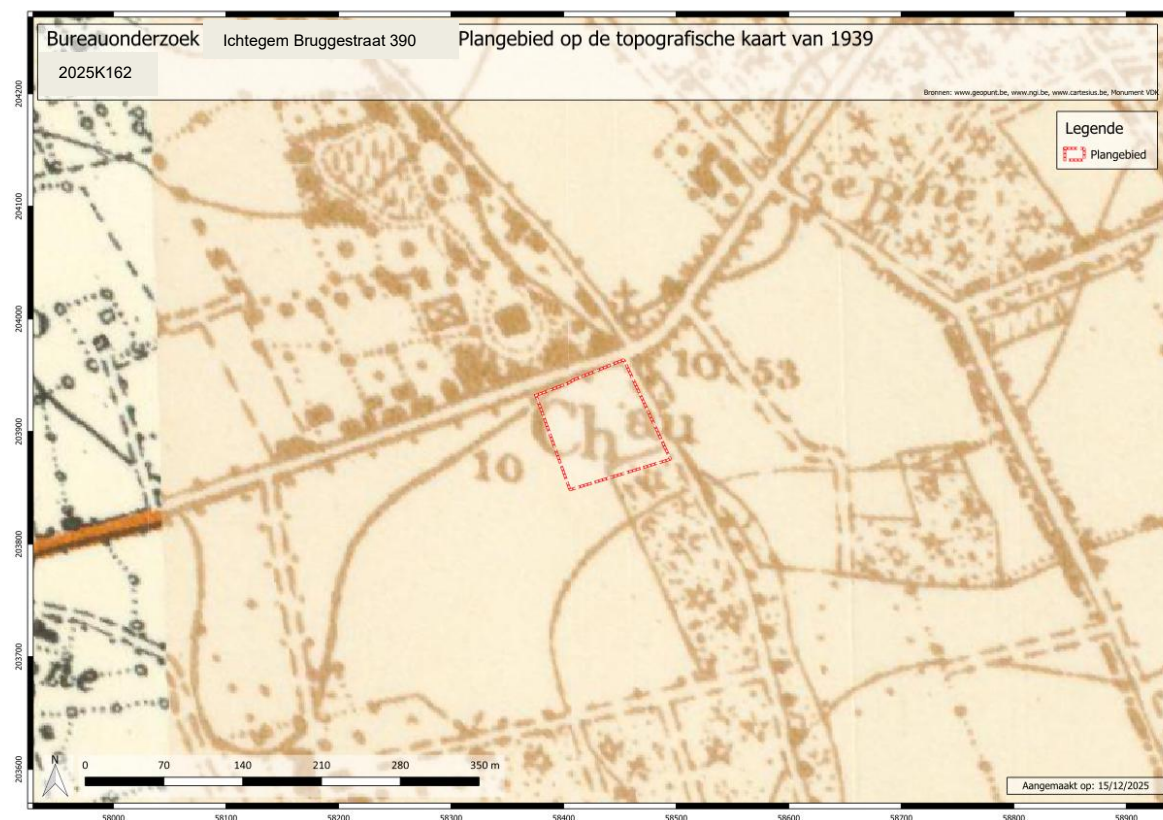 Bureauonderzoek Ichtegem Bruggestraat 390 Plangebied op de topografische kaart van 1939
2025K162
Bronnen: www.geopunt.be, www.ngi.be, www.cartesius.be, Monument VDK
Legende
Plangebied
204200
204100
204000
203900
203800
203700
203600
10,53
Chau
10
N
0 70 140 210 280 350 m
Aangemaakt op: 15/12/2025
58000 58100 58200 58300 58400 58500 58600 58700 58800 58900